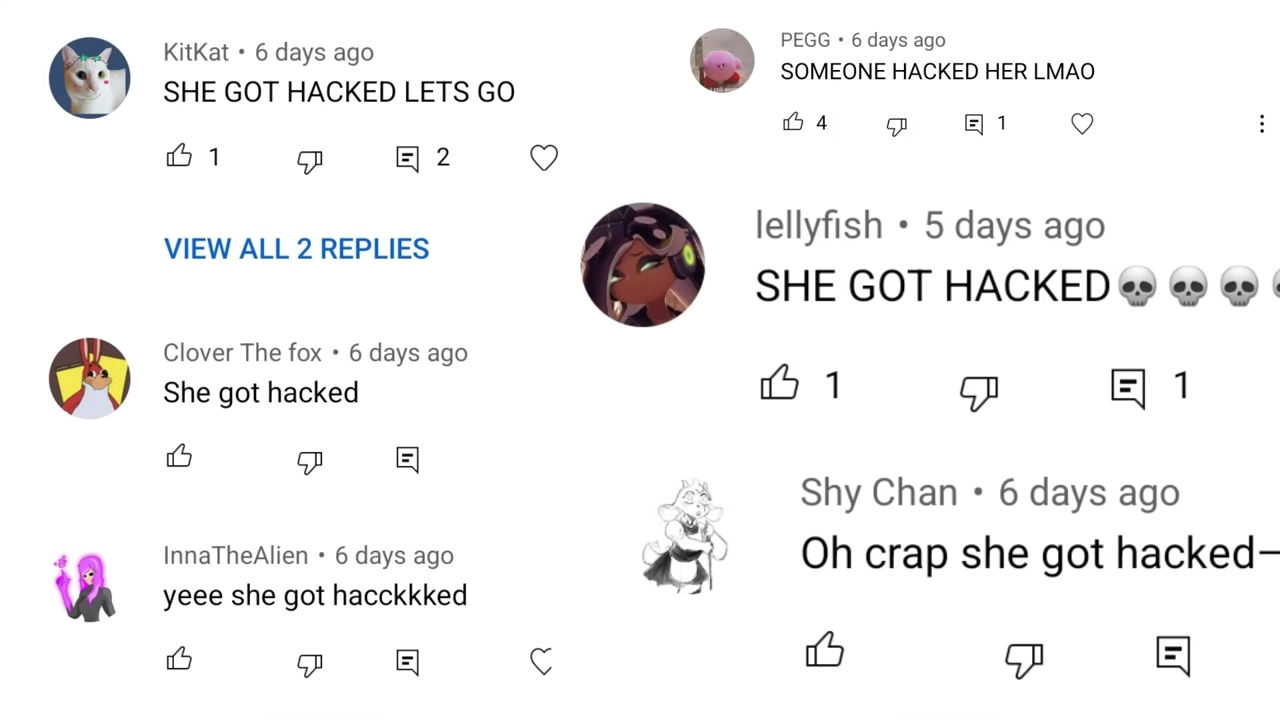 KitKat • 6 days ago
SHE GOT HACKED LETS GO
1
2
VIEW ALL 2 REPLIES
Clover The fox • 6 days ago
She got hacked
InnaTheAlien • 6 days ago
yeee she got hacckkked
PEGG • 6 days ago
SOMEONE HACKED HER LMAO
4
1
lellyfish • 5 days ago
SHE GOT HACKED💀💀💀
1
1
Shy Chan • 6 days ago
Oh crap she got hacked—